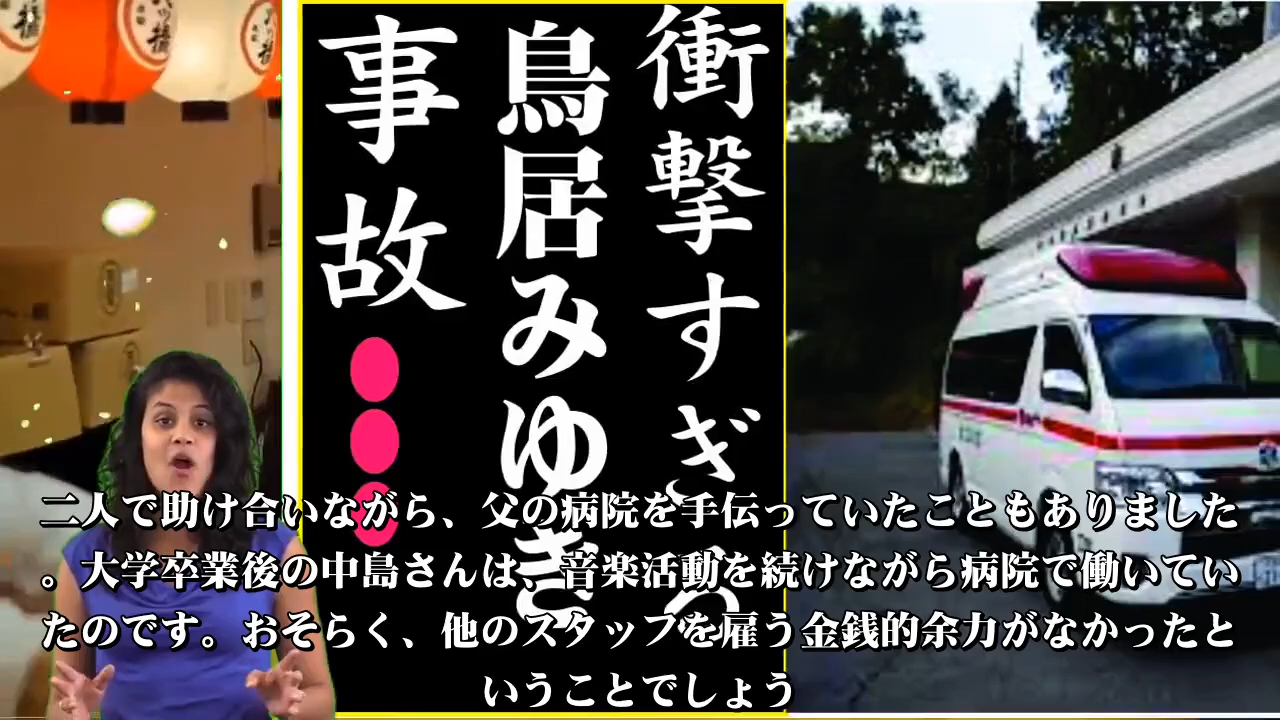 衝撃すぎる
鳥居みゆき
事故●●●
二人で助け合いながら、父の病院を手伝っていたこともありました
。大学卒業後の中島さんは、音楽活動を続けながら病院で働いてい
たのです。おそらく、他のスタッフを雇う金銭的余力がなかったと
いうことでしょう